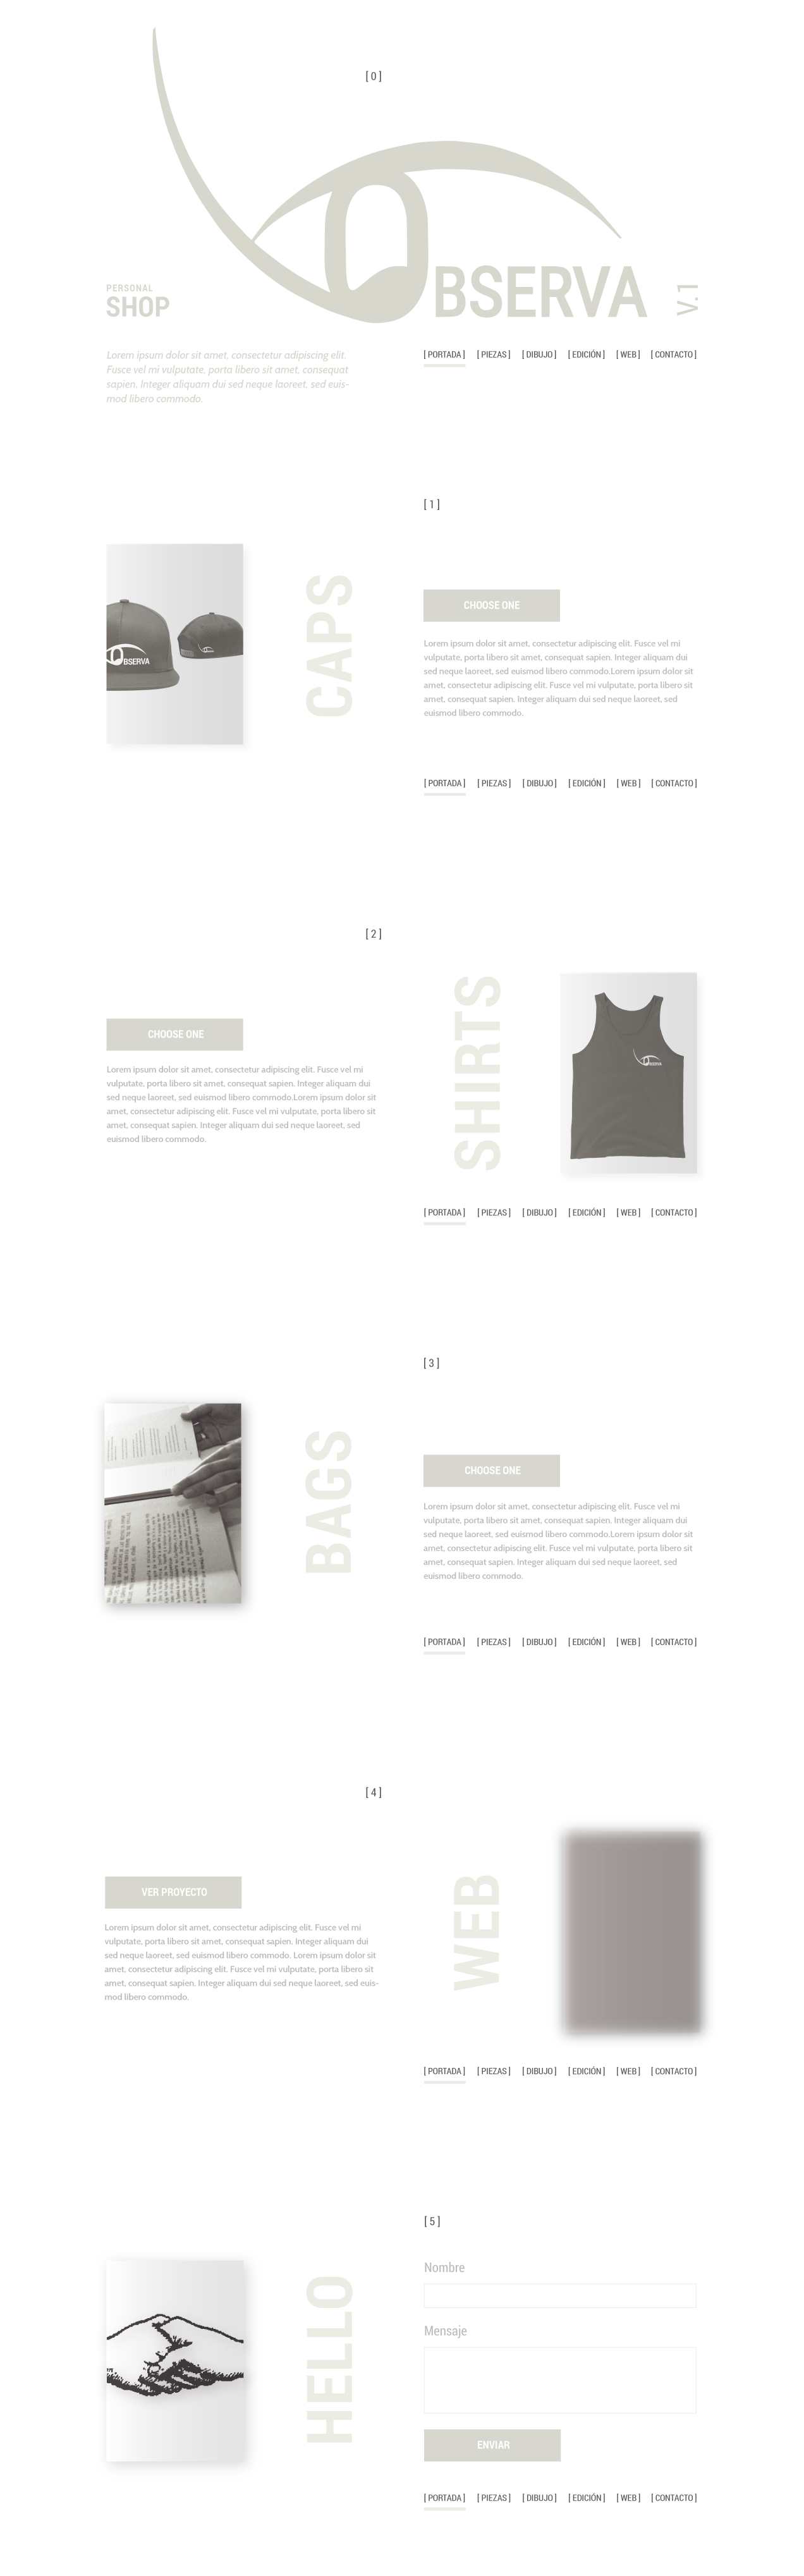 [ 0 ]
OBSERVA
V.1
PERSONAL
SHOP
Lorem ipsum dolor sit amet, consectetur adipiscing elit.
Fusce vel mi vulputate, porta libero sit amet, consequat
sapien. Integer aliquam dui sed neque laoreet, sed euis-
mod libero commodo.
[ PORTADA ] [ PIEZAS ] [ DIBUJO ] [ EDICIÓN ] [ WEB ] [ CONTACTO ]
[ 1 ]
OBSERVA
CAPS
CHOOSE ONE
Lorem ipsum dolor sit amet, consectetur adipiscing elit. Fusce vel mi
vulputate, porta libero sit amet, consequat sapien. Integer aliquam dui
sed neque laoreet, sed euismod libero commodo.Lorem ipsum dolor sit
amet, consectetur adipiscing elit. Fusce vel mi vulputate, porta libero sit
amet, consequat sapien. Integer aliquam dui sed neque laoreet, sed
euismod libero commodo.
[ PORTADA ] [ PIEZAS ] [ DIBUJO ] [ EDICIÓN ] [ WEB ] [ CONTACTO ]
[ 2 ]
CHOOSE ONE
Lorem ipsum dolor sit amet, consectetur adipiscing elit. Fusce vel mi
vulputate, porta libero sit amet, consequat sapien. Integer aliquam dui
sed neque laoreet, sed euismod libero commodo.Lorem ipsum dolor sit
amet, consectetur adipiscing elit. Fusce vel mi vulputate, porta libero sit
amet, consequat sapien. Integer aliquam dui sed neque laoreet, sed
euismod libero commodo.
SHIRTS
OBSERVA
[ PORTADA ] [ PIEZAS ] [ DIBUJO ] [ EDICIÓN ] [ WEB ] [ CONTACTO ]
[ 3 ]
BAGS
CHOOSE ONE
Lorem ipsum dolor sit amet, consectetur adipiscing elit. Fusce vel mi
vulputate, porta libero sit amet, consequat sapien. Integer aliquam dui
sed neque laoreet, sed euismod libero commodo.Lorem ipsum dolor sit
amet, consectetur adipiscing elit. Fusce vel mi vulputate, porta libero sit
amet, consequat sapien. Integer aliquam dui sed neque laoreet, sed
euismod libero commodo.
[ PORTADA ] [ PIEZAS ] [ DIBUJO ] [ EDICIÓN ] [ WEB ] [ CONTACTO ]
[ 4 ]
VER PROYECTO
Lorem ipsum dolor sit amet, consectetur adipiscing elit. Fusce vel mi
vulputate, porta libero sit amet, consequat sapien. Integer aliquam dui
sed neque laoreet, sed euismod libero commodo. Lorem ipsum dolor sit
amet, consectetur adipiscing elit. Fusce vel mi vulputate, porta libero sit
amet, consequat sapien. Integer aliquam dui sed neque laoreet, sed euis-
mod libero commodo.
WEB
[ PORTADA ] [ PIEZAS ] [ DIBUJO ] [ EDICIÓN ] [ WEB ] [ CONTACTO ]
[ 5 ]
HELLO
Nombre
Mensaje
ENVIAR
[ PORTADA ] [ PIEZAS ] [ DIBUJO ] [ EDICIÓN ] [ WEB ] [ CONTACTO ]